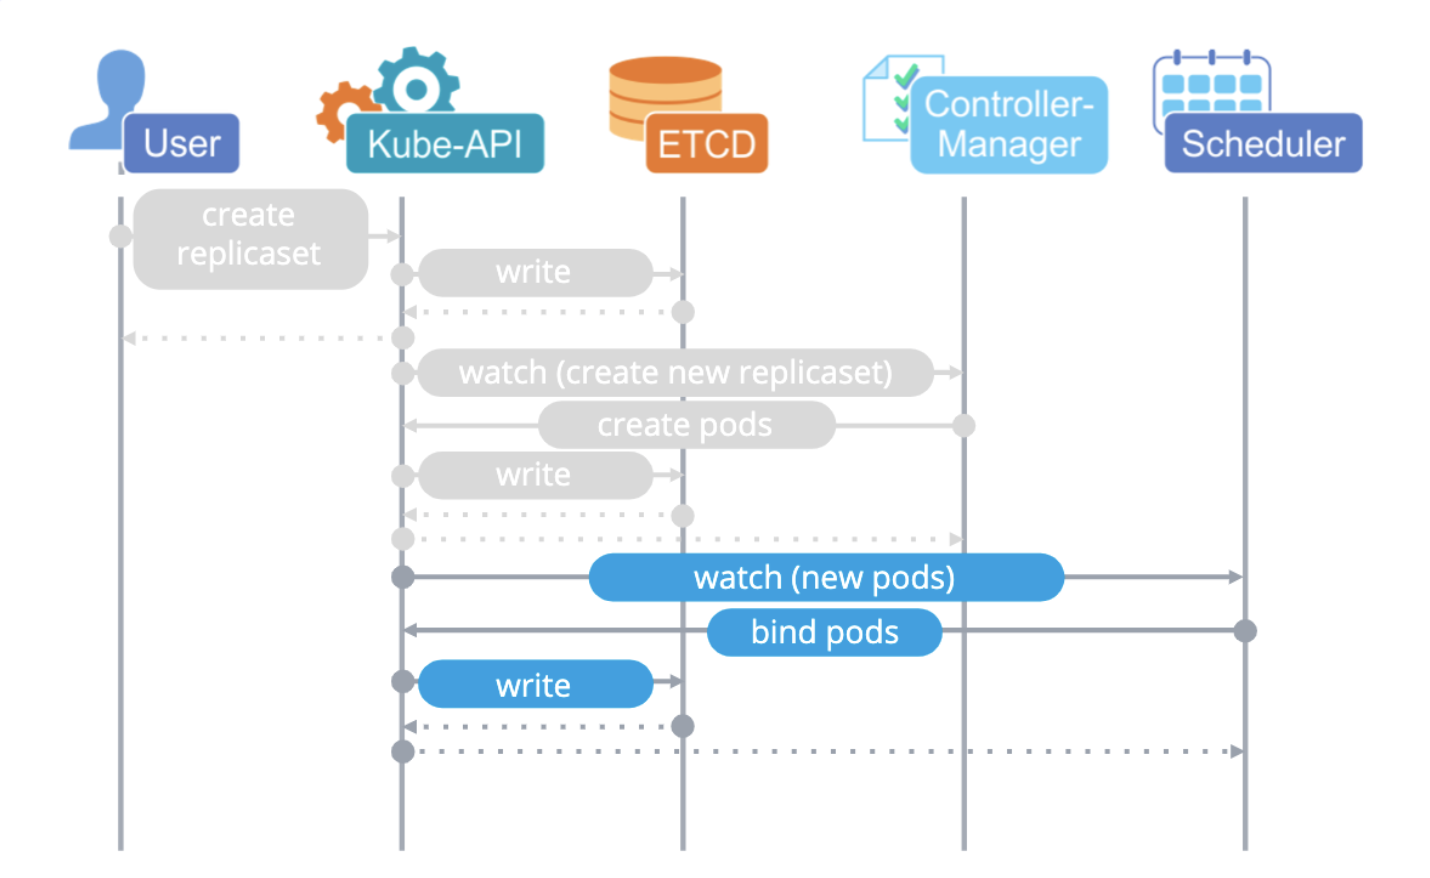 User
Kube-API
ETCD
Controller-
Manager
Scheduler
create
replicaset
write
watch (create new replicaset)
create pods
write
watch (new pods)
bind pods
write